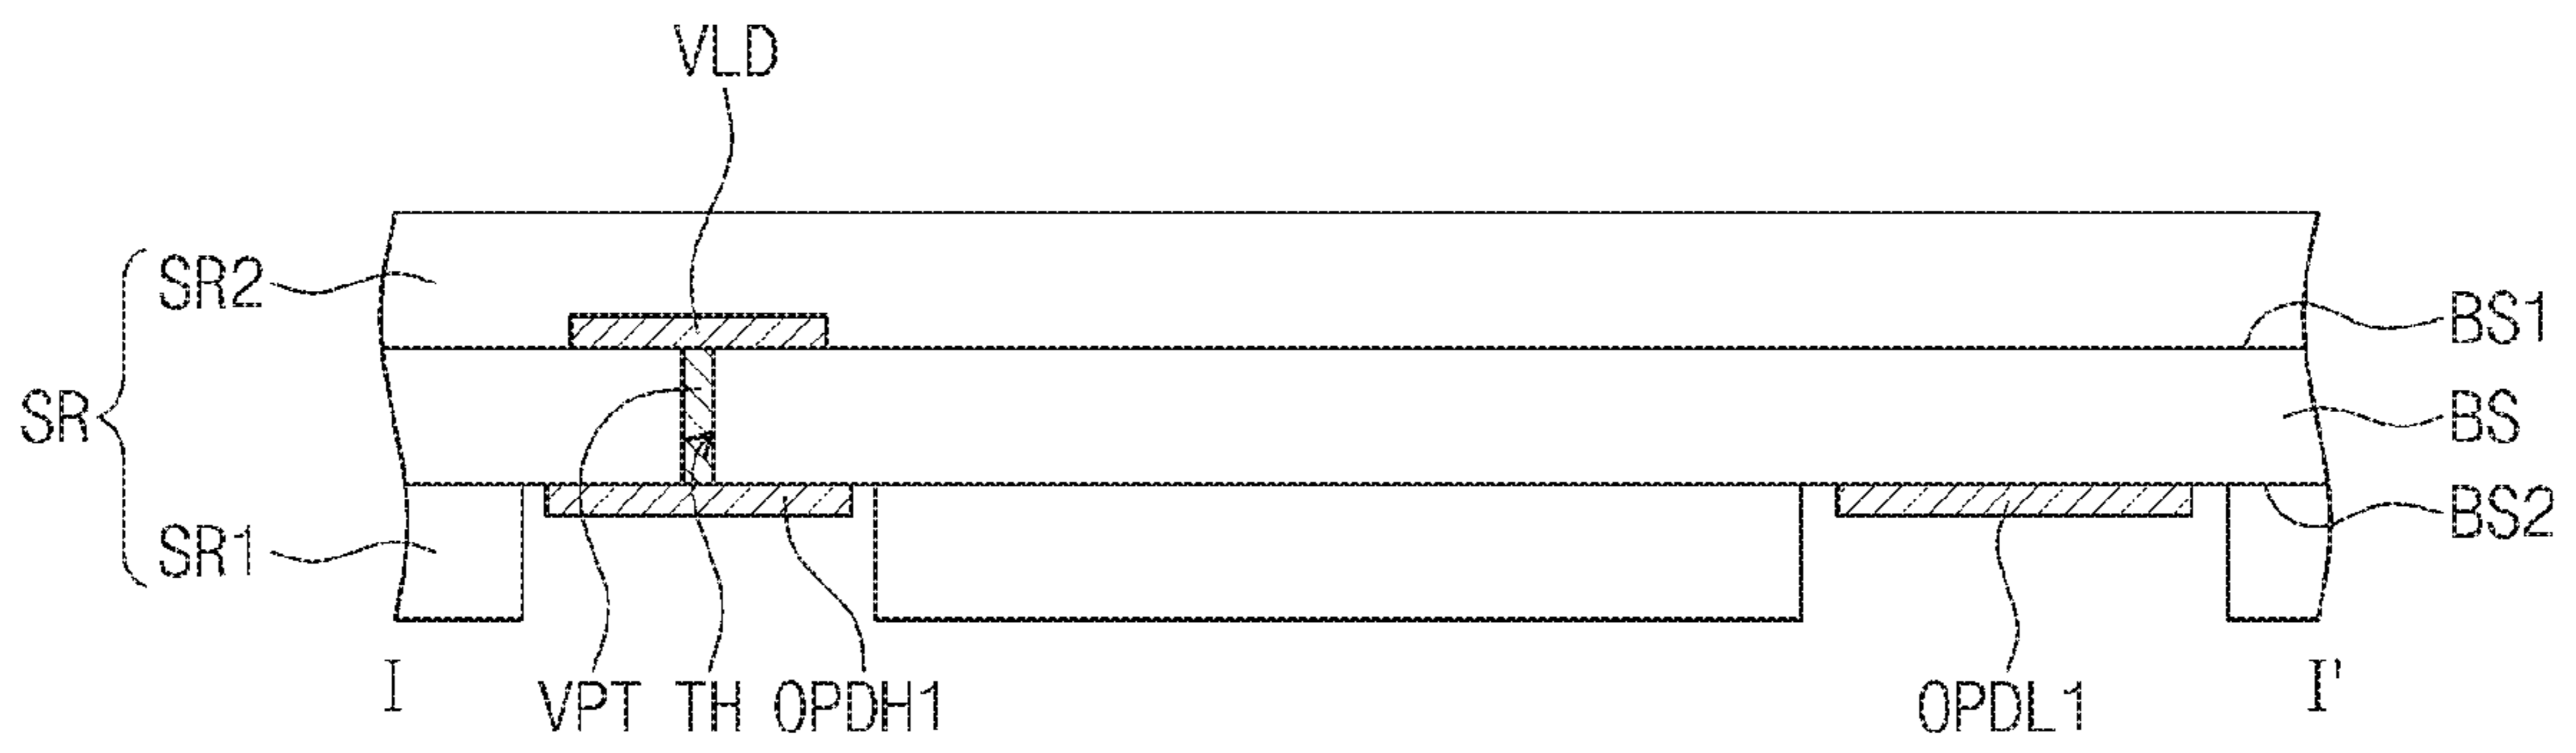 VLD
SR2
BS1
SR
BS
SR1
BS2
I
VPT
TH
OPDH1
OPDL1
I'